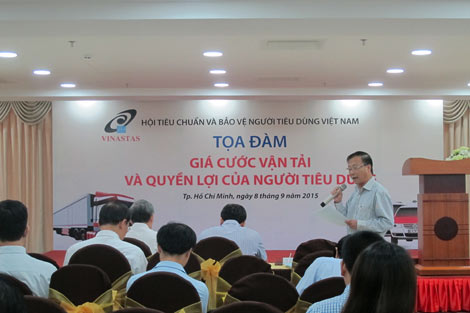 HỘI TIÊU CHUẨN VÀ BẢO VỆ NGƯỜI TIÊU DÙNG VIỆT NAM
VINASTAS
TỌA ĐÀM
GIÁ CƯỚC VẬN TẢI
VÀ QUYỀN LỢI CỦA NGƯỜI TIÊU
Tp. Hồ Chí Minh, ngày 8 tháng 9 năm 2015